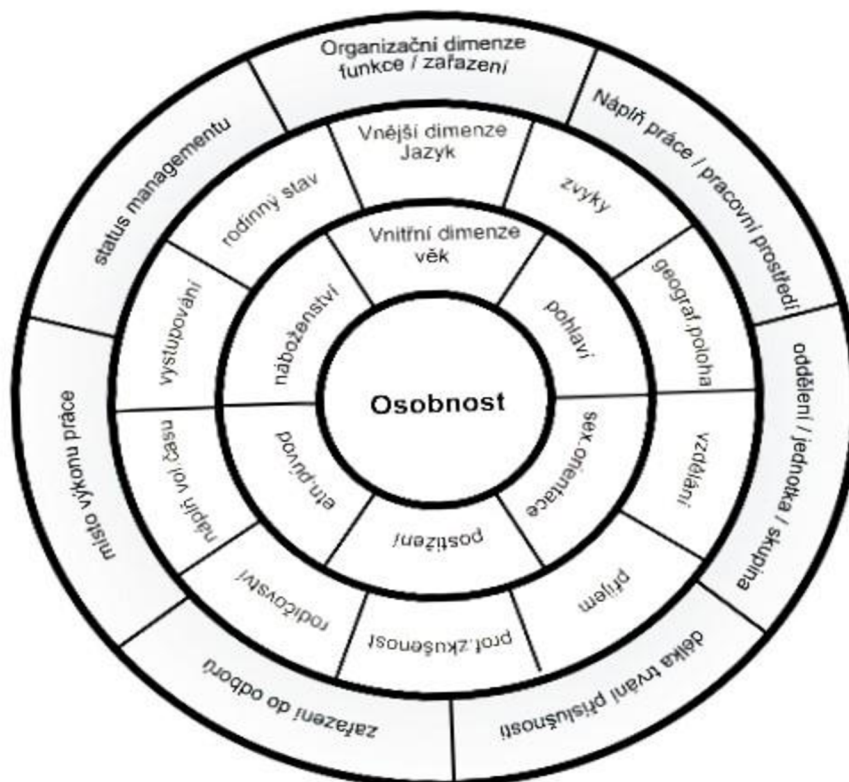 Organizační dimenze
funkce / zařazení
Náplň práce / pracovní prostředí
oddělení / jednotka / skupina
délka trvání příslušnosti
zařazení do odborů
místo výkonu práce
status managementu
Vnější dimenze
Jazyk
zvyky
geograf.poloha
vzdělání
příjem
prof.zkušenost
rodičovství
náplň vol.času
vystupování
rodinný stav
Vnitřní dimenze
věk
pohlaví
sex.orientace
postižení
etn.původ
náboženství
Osobnost